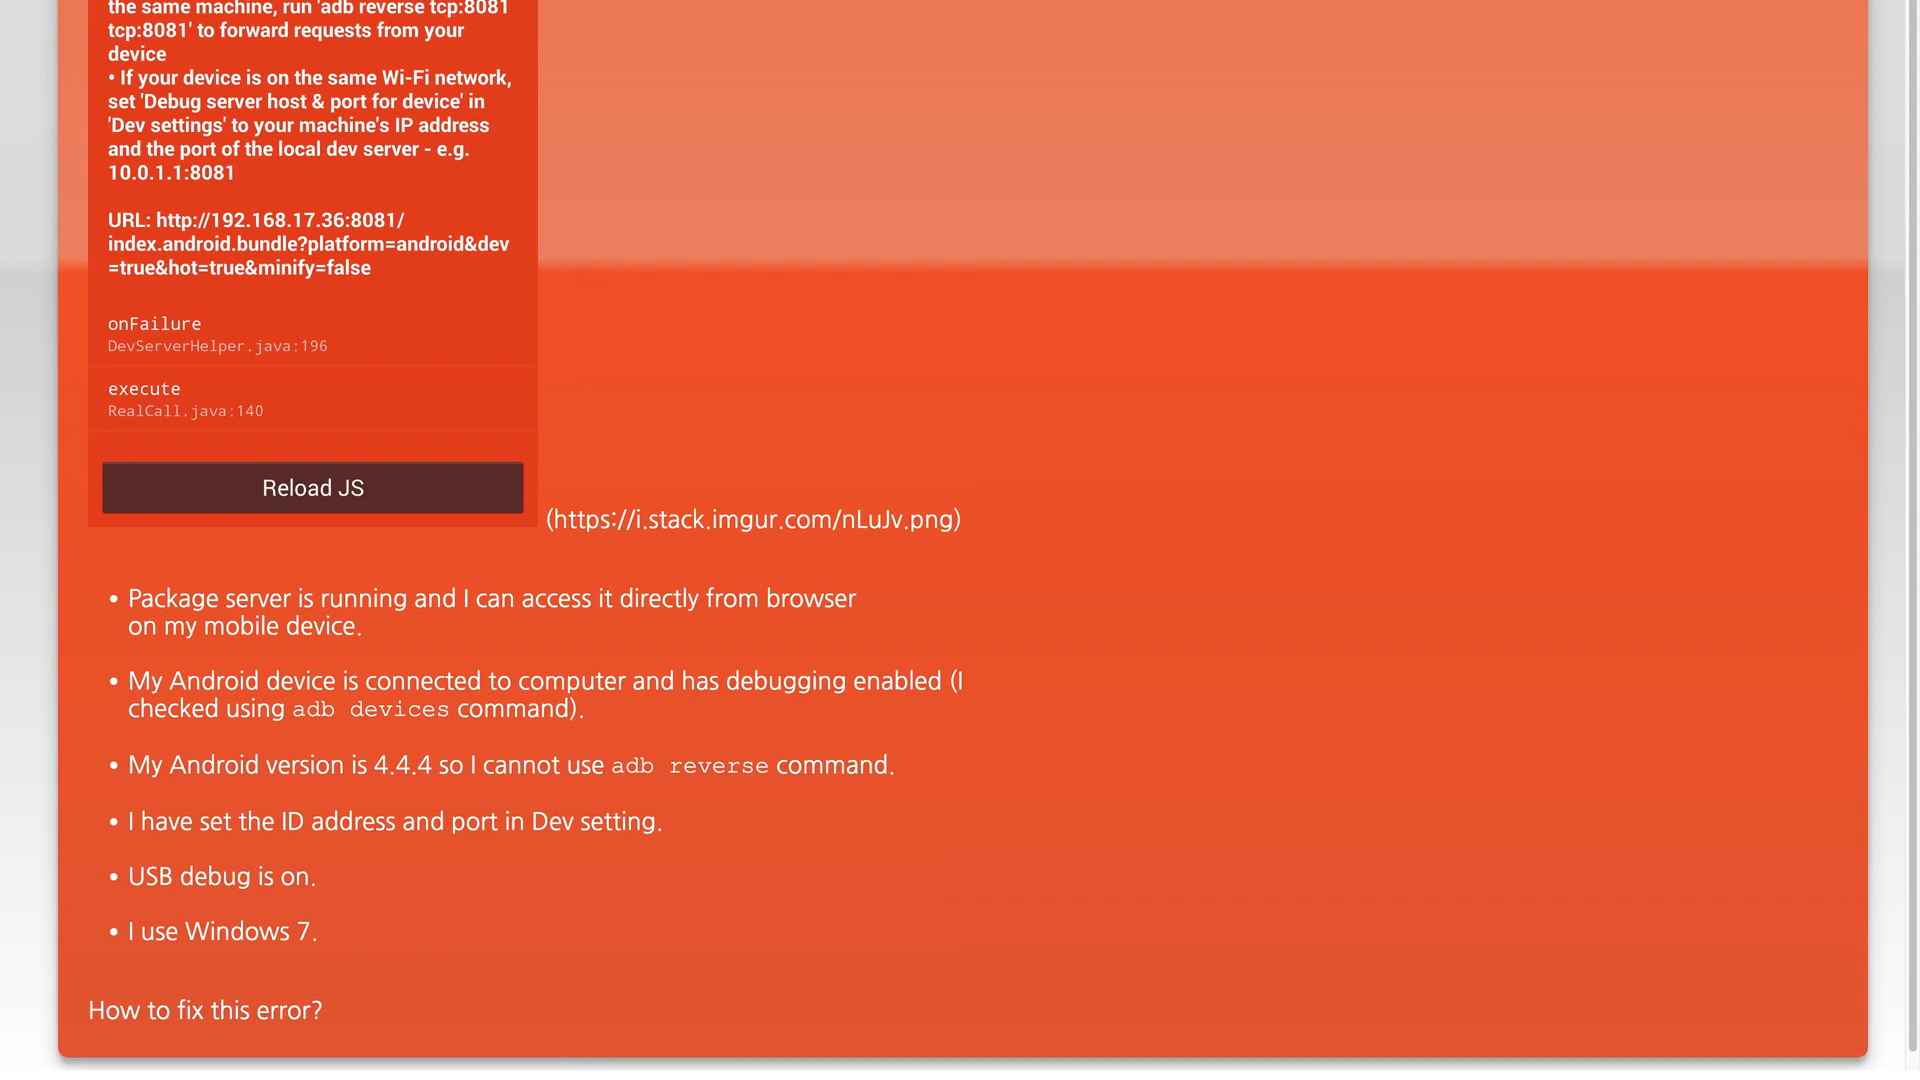 the same machine, run 'adb reverse tcp:8081
tcp:8081' to forward requests from your
device
• If your device is on the same Wi-Fi network,
set 'Debug server host & port for device' in
'Dev settings' to your machine's IP address
and the port of the local dev server - e.g.
10.0.1.1:8081
URL: http://192.168.17.36:8081/
index.android.bundle?platform=android&dev
=true&hot=true&minify=false
onFailure
DevServerHelper.java:196
execute
RealCall.java:140
Reload JS
(https://i.stack.imgur.com/nLuJv.png)
• Package server is running and I can access it directly from browser
on my mobile device.
• My Android device is connected to computer and has debugging enabled (I
checked using adb devices command).
• My Android version is 4.4.4 so I cannot use adb reverse command.
• I have set the ID address and port in Dev setting.
• USB debug is on.
• I use Windows 7.
How to fix this error?